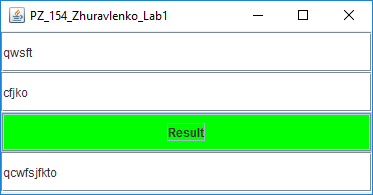 PZ_154_Zhuravlenko_Lab1
qwsft
cfjko
Result
qcwfsjfkto